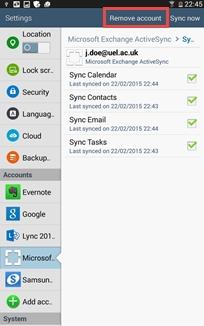 22:45
Settings
Remove account
Sync now
Location
Lock scr..
Security
Languag..
Cloud
Backup..
Accounts
Evernote
Google
Lync 201..
Microsof..
Samsun..
Add acc..
System
Microsoft Exchange ActiveSync > Sy..
j.doe@uel.ac.uk
Microsoft Exchange ActiveSync
Sync Calendar
Last synced on 22/02/2015 22:44
Sync Contacts
Last synced on 22/02/2015 22:43
Sync Email
Last synced on 22/02/2015 22:44
Sync Tasks
Last synced on 22/02/2015 22:43